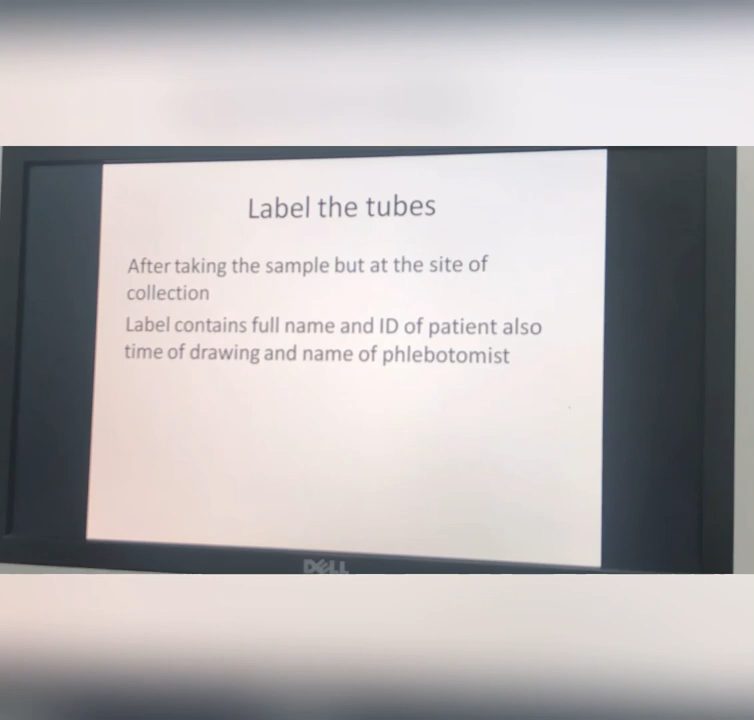 Label the tubes
After taking the sample but at the site of
collection
Label contains full name and ID of patient also
time of drawing and name of phlebotomist
DELL